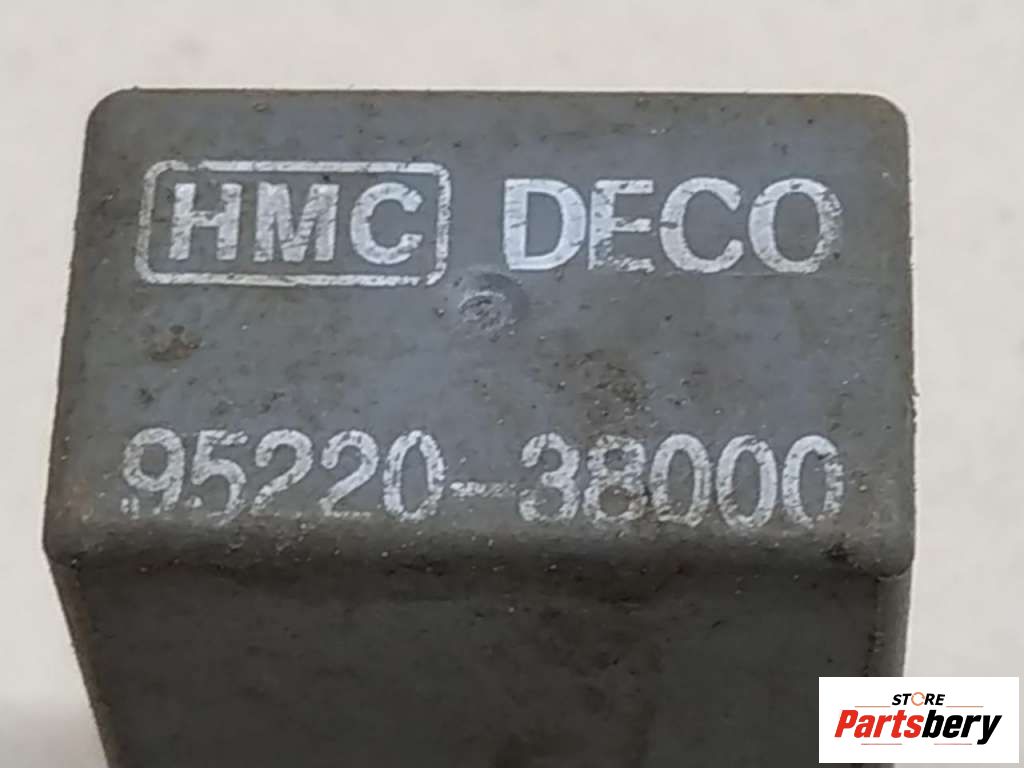 HMC DECO
95220-38000
STORE
Partsbery